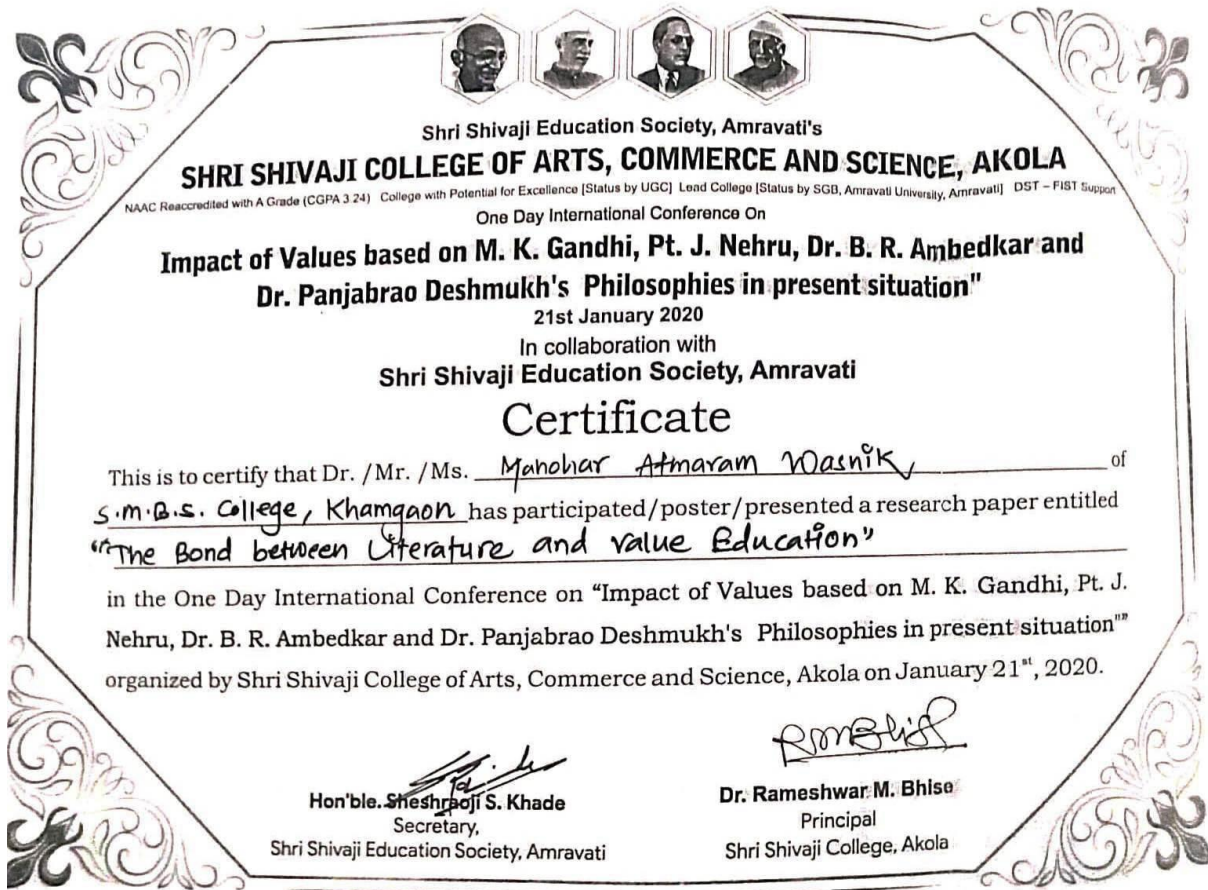 Shri Shivaji Education Society, Amravati's
SHRI SHIVAJI COLLEGE OF ARTS, COMMERCE AND SCIENCE, AKOLA
NAAC Reaccredited with A Grade (CGPA 3.24) College with Potential for Excellence [Status by UGC] Lead College [Status by SGB, Amravati University, Amravati] DST – FIST Support
One Day International Conference On
Impact of Values based on M. K. Gandhi, Pt. J. Nehru, Dr. B. R. Ambedkar and
Dr. Panjabrao Deshmukh's Philosophies in present situation"
21st January 2020
In collaboration with
Shri Shivaji Education Society, Amravati
Certificate
This is to certify that Dr. /Mr. /Ms. Manohar Atmaram Wasnik, of
S.M.B.S. College, Khamgaon has participated/poster/presented a research paper entitled
"The Bond between Literature and value Education"
in the One Day International Conference on “Impact of Values based on M. K. Gandhi, Pt. J.
Nehru, Dr. B. R. Ambedkar and Dr. Panjabrao Deshmukh's Philosophies in present situation"”
organized by Shri Shivaji College of Arts, Commerce and Science, Akola on January 21st, 2020.
RMBhise
Hon'ble. Sheshraoji S. Khade
Secretary,
Shri Shivaji Education Society, Amravati
Dr. Rameshwar M. Bhise
Principal
Shri Shivaji College, Akola